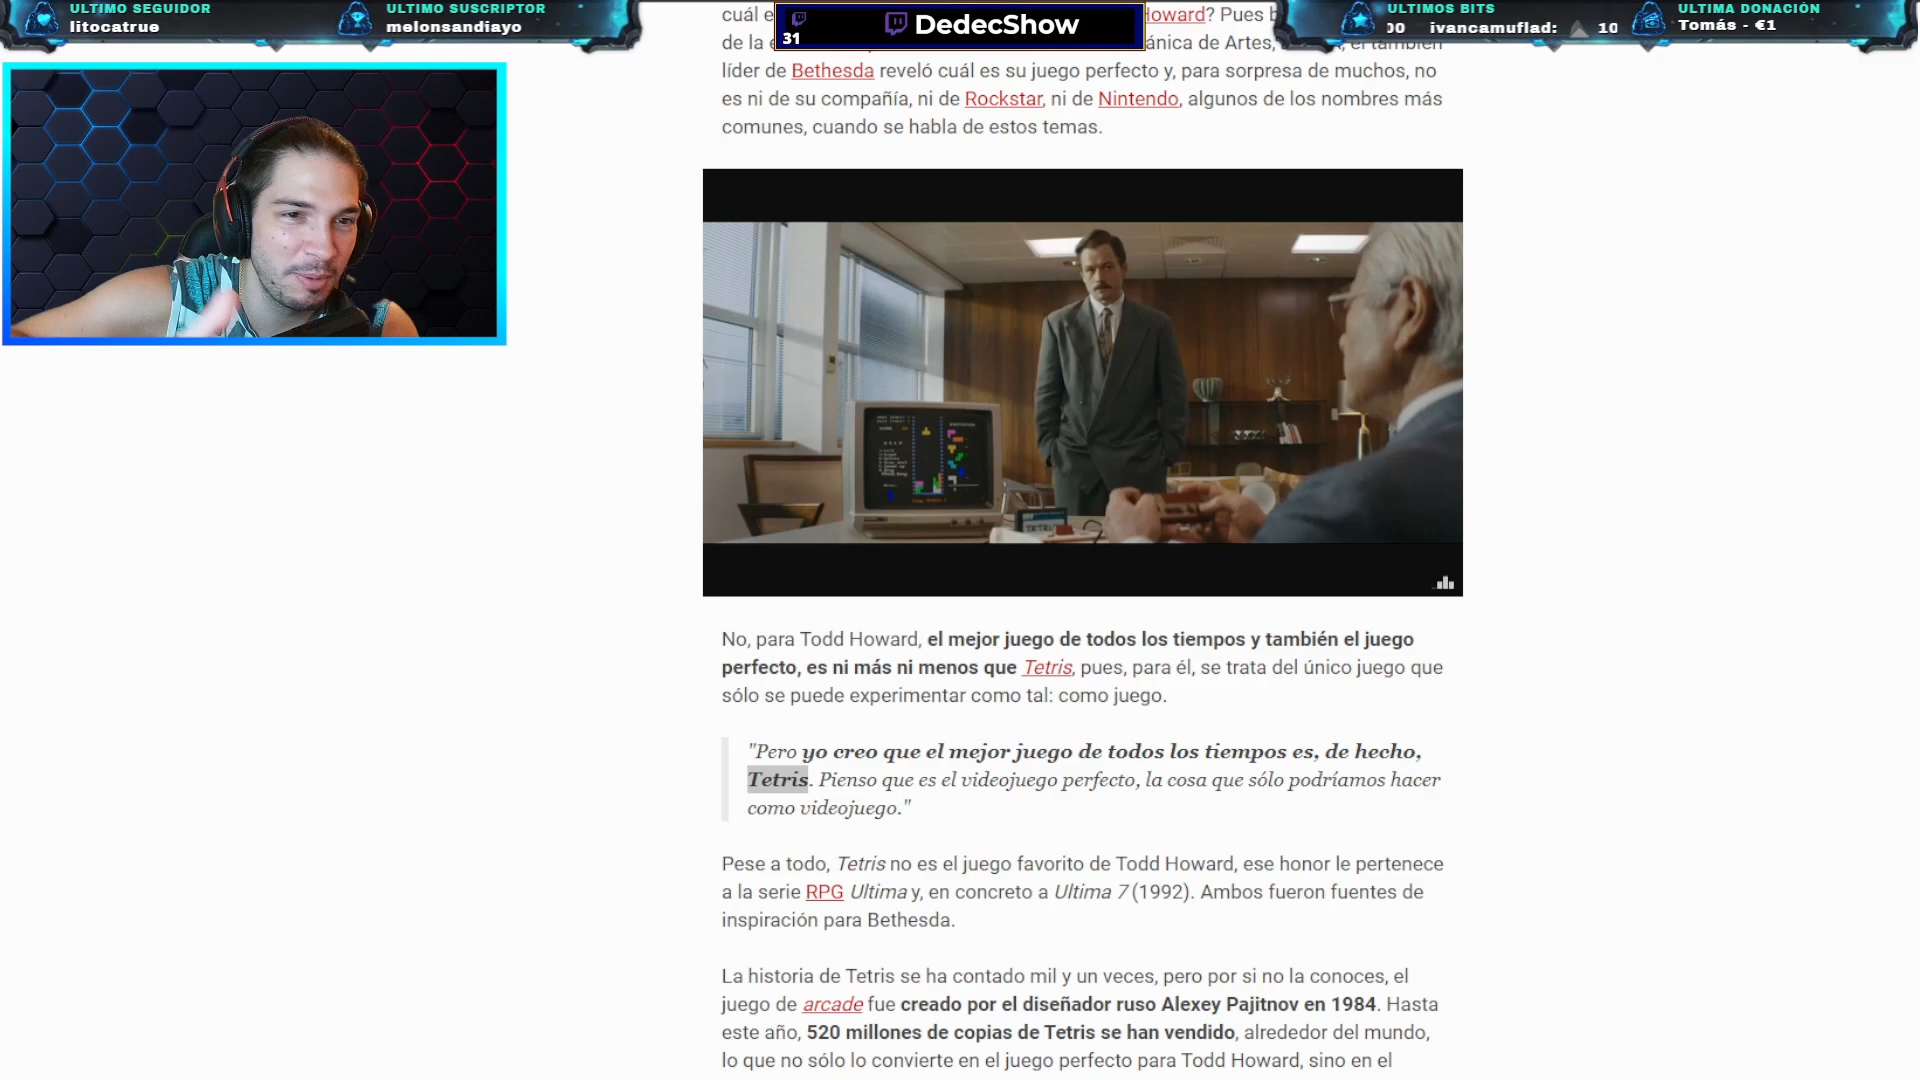 ULTIMO SEGUIDOR
litocatrue
ULTIMO SUSCRIPTOR
melonsandiayo
31
DedecShow
ULTIMOS BITS
ivancamuflad: 10
ULTIMA DONACIÓN
Tomás - €1
cuál e Howard? Pues b
de la ánica de Artes, el también
líder de Bethesda reveló cuál es su juego perfecto y, para sorpresa de muchos, no
es ni de su compañía, ni de Rockstar, ni de Nintendo, algunos de los nombres más
comunes, cuando se habla de estos temas.
No, para Todd Howard, el mejor juego de todos los tiempos y también el juego
perfecto, es ni más ni menos que Tetris, pues, para él, se trata del único juego que
sólo se puede experimentar como tal: como juego.
"Pero yo creo que el mejor juego de todos los tiempos es, de hecho,
Tetris. Pienso que es el videojuego perfecto, la cosa que sólo podríamos hacer
como videojuego."
Pese a todo, Tetris no es el juego favorito de Todd Howard, ese honor le pertenece
a la serie RPG Ultima y, en concreto a Ultima 7 (1992). Ambos fueron fuentes de
inspiración para Bethesda.
La historia de Tetris se ha contado mil y un veces, pero por si no la conoces, el
juego de arcade fue creado por el diseñador ruso Alexey Pajitnov en 1984. Hasta
este año, 520 millones de copias de Tetris se han vendido, alrededor del mundo,
lo que no sólo lo convierte en el juego perfecto para Todd Howard, sino en el